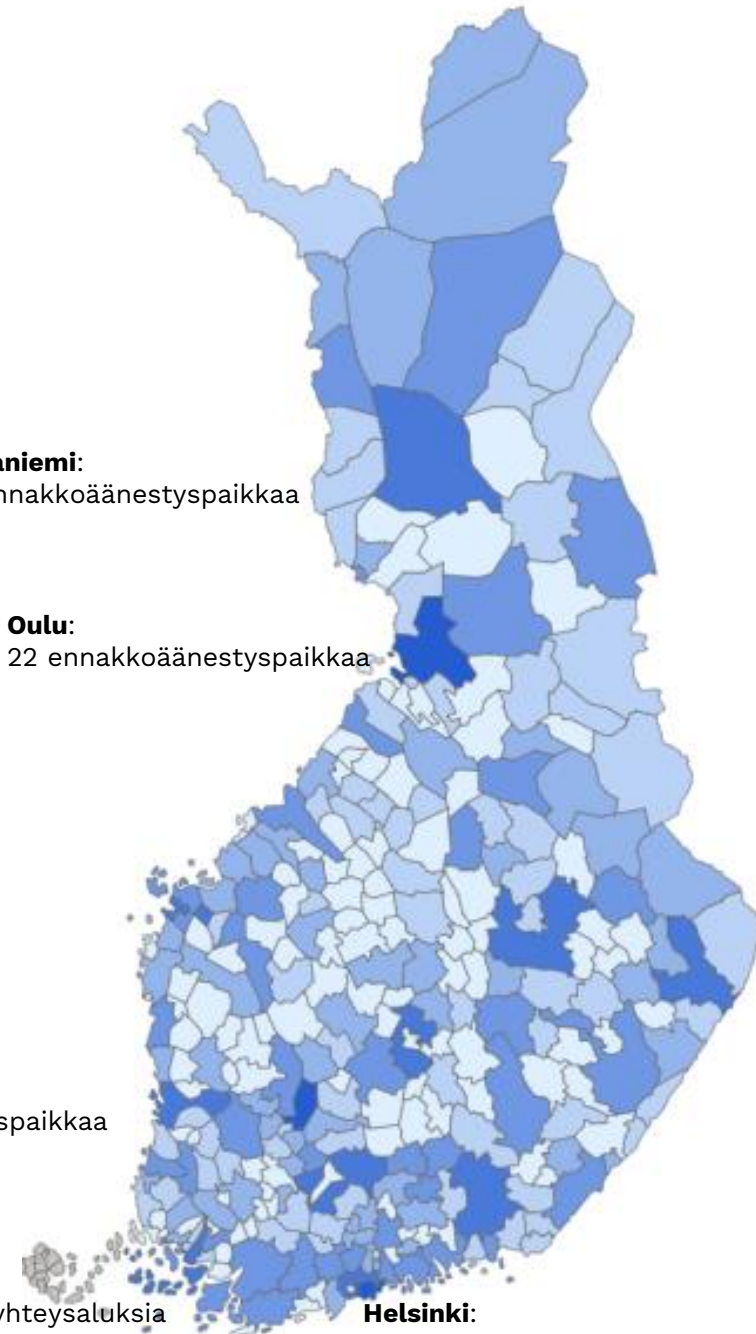 aniemi:
nnakkoäänestyspaikkaa
Oulu:
22 ennakkoäänestyspaikkaa
spaikkaa
yhteysaluksia
Helsinki: